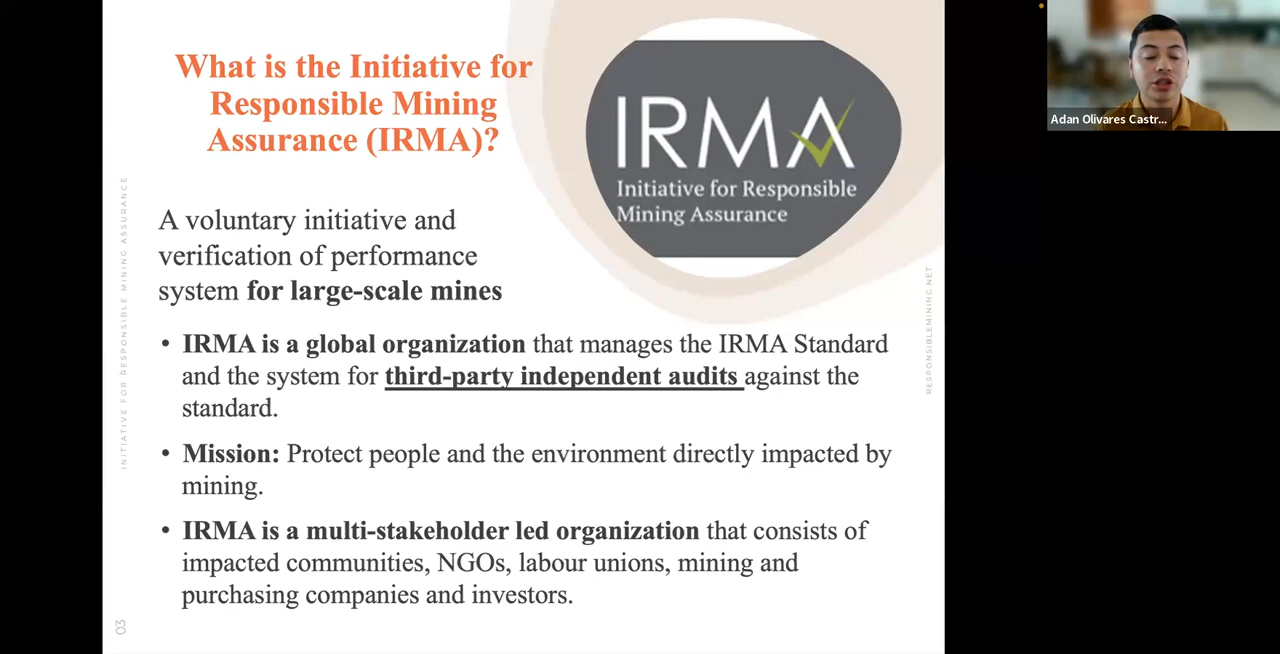 What is the Initiative for
Responsible Mining
Assurance (IRMA)?
IRMA
Initiative for Responsible
Mining Assurance
Adan Olivares Castr...
INITIATIVE FOR RESPONSIBLE MINING ASSURANCE
A voluntary initiative and
verification of performance
system for large-scale mines
RESPONSIBLEMINING.NET
• IRMA is a global organization that manages the IRMA Standard
and the system for third-party independent audits against the
standard.
• Mission: Protect people and the environment directly impacted by
mining.
• IRMA is a multi-stakeholder led organization that consists of
impacted communities, NGOs, labour unions, mining and
purchasing companies and investors.
03